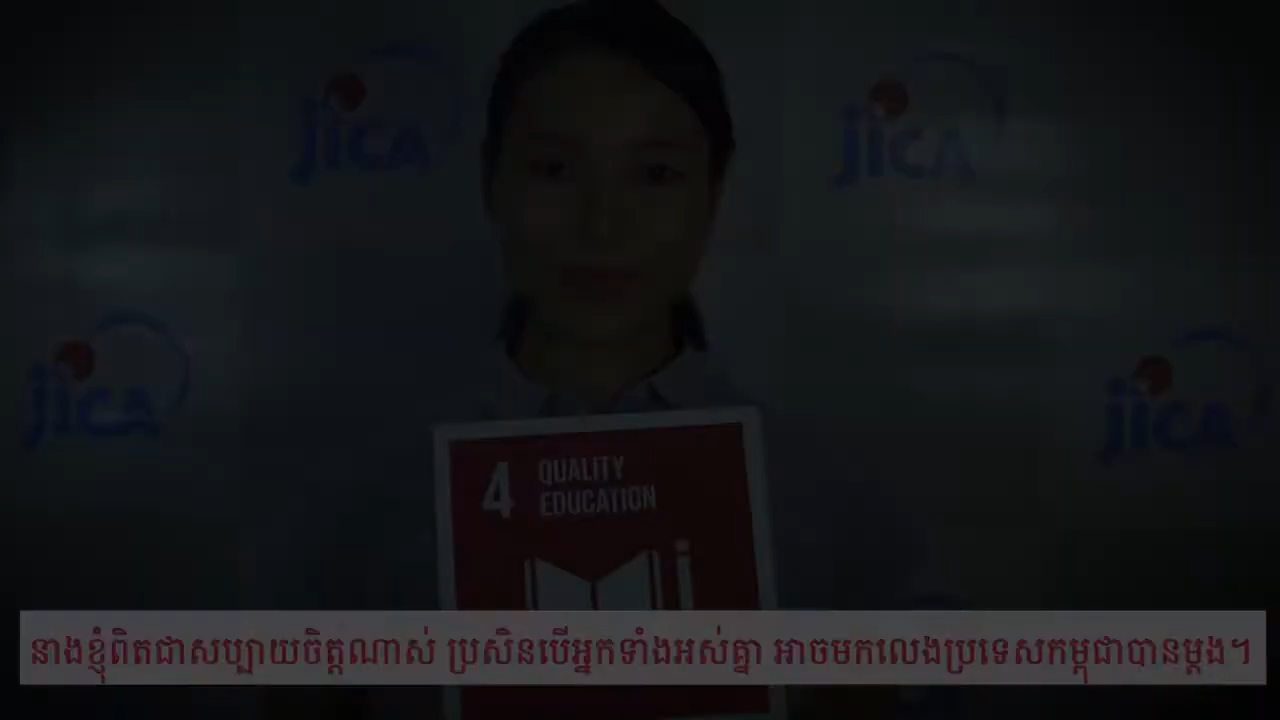 jICA
jICA
jICA
jICA
4 QUALITY
EDUCATION
នាងខ្ញុំពិតជាសប្បាយចិត្តណាស់ ប្រសិនបើអ្នកទាំងអស់គ្នា អាចមកលេងប្រទេសកម្ពុជាបានម្តង។